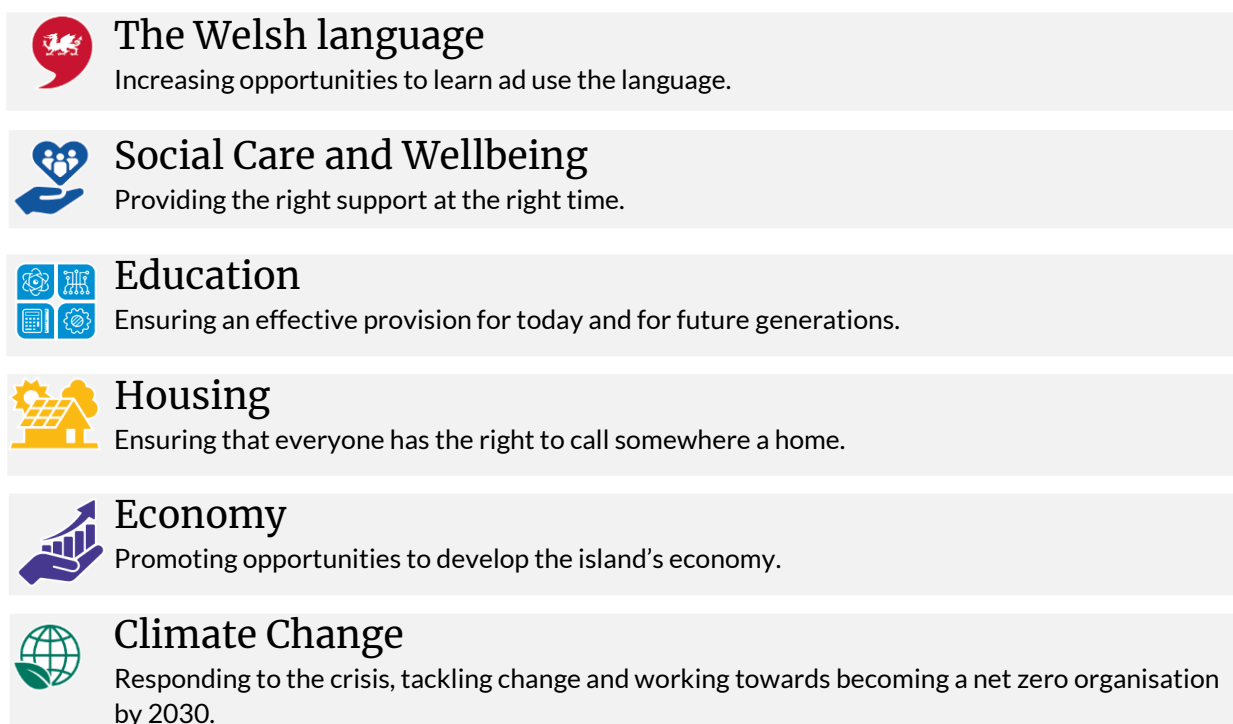 The Welsh language
Increasing opportunities to learn ad use the language.
Social Care and Wellbeing
Providing the right support at the right time.
Education
Ensuring an effective provision for today and for future generations.
Housing
Ensuring that everyone has the right to call somewhere a home.
Economy
Promoting opportunities to develop the island’s economy.
Climate Change
Responding to the crisis, tackling change and working towards becoming a net zero organisation
by 2030.